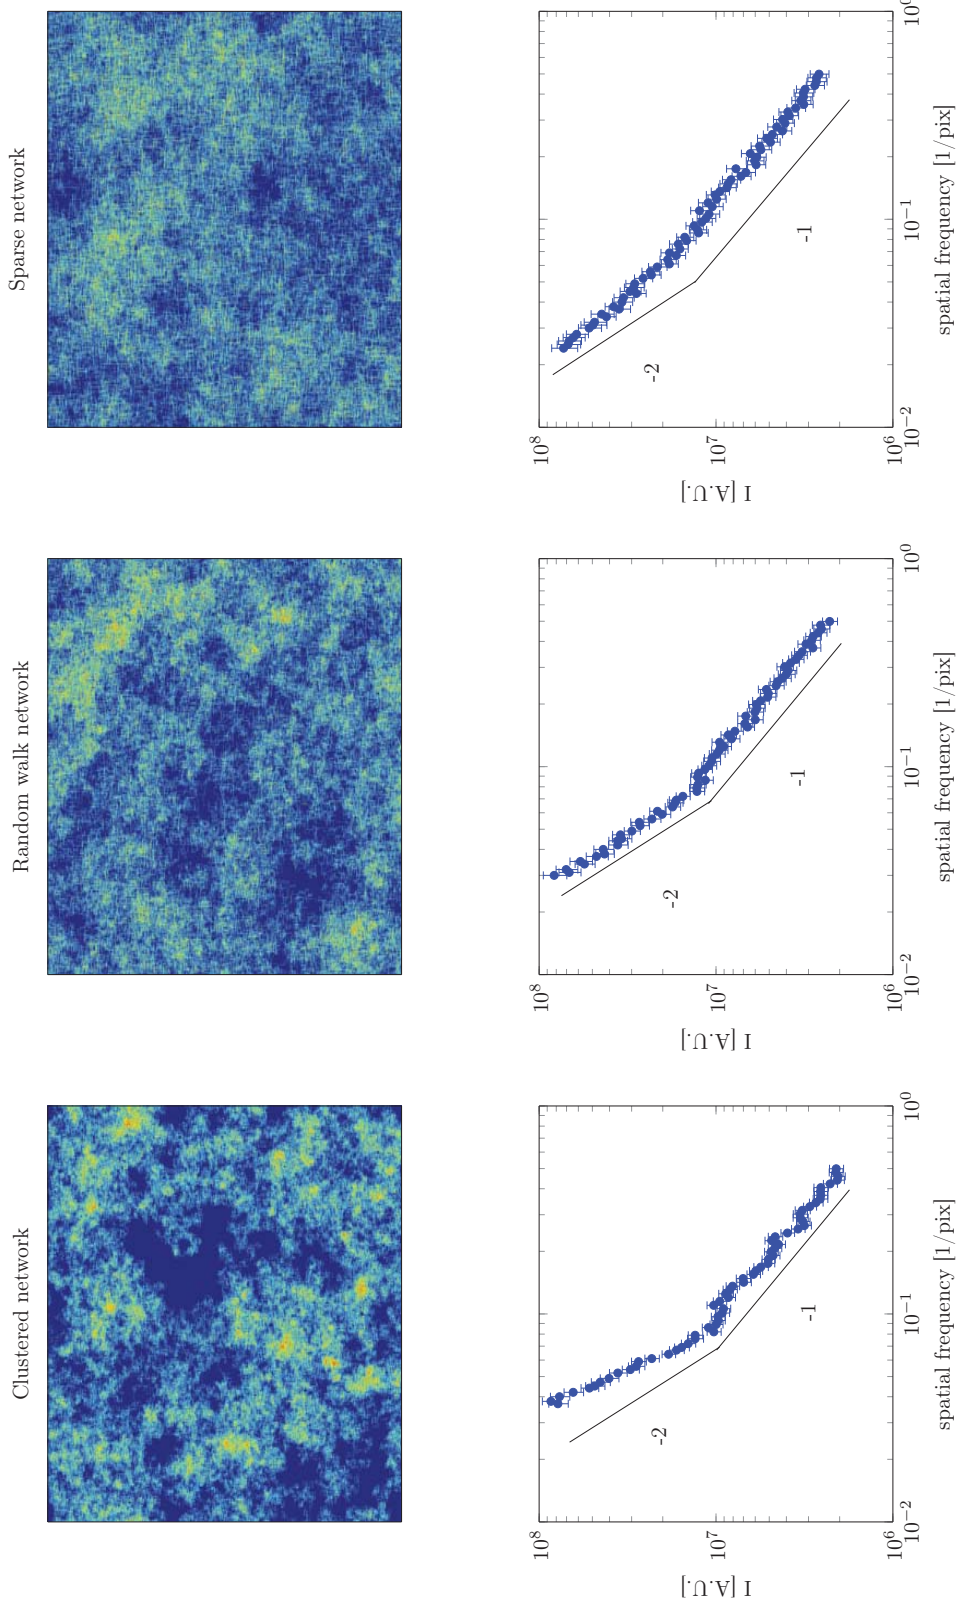 Clustered network
Random walk network
Sparse network
10^8
10^7
10^6
I [A.U.]
-2
-1
10^−2
10^−1
10^0
spatial frequency [1/pix]
10^8
10^7
10^6
I [A.U.]
-2
-1
10^−2
10^−1
10^0
spatial frequency [1/pix]
10^8
10^7
10^6
I [A.U.]
-2
-1
10^−2
10^−1
10^0
spatial frequency [1/pix]